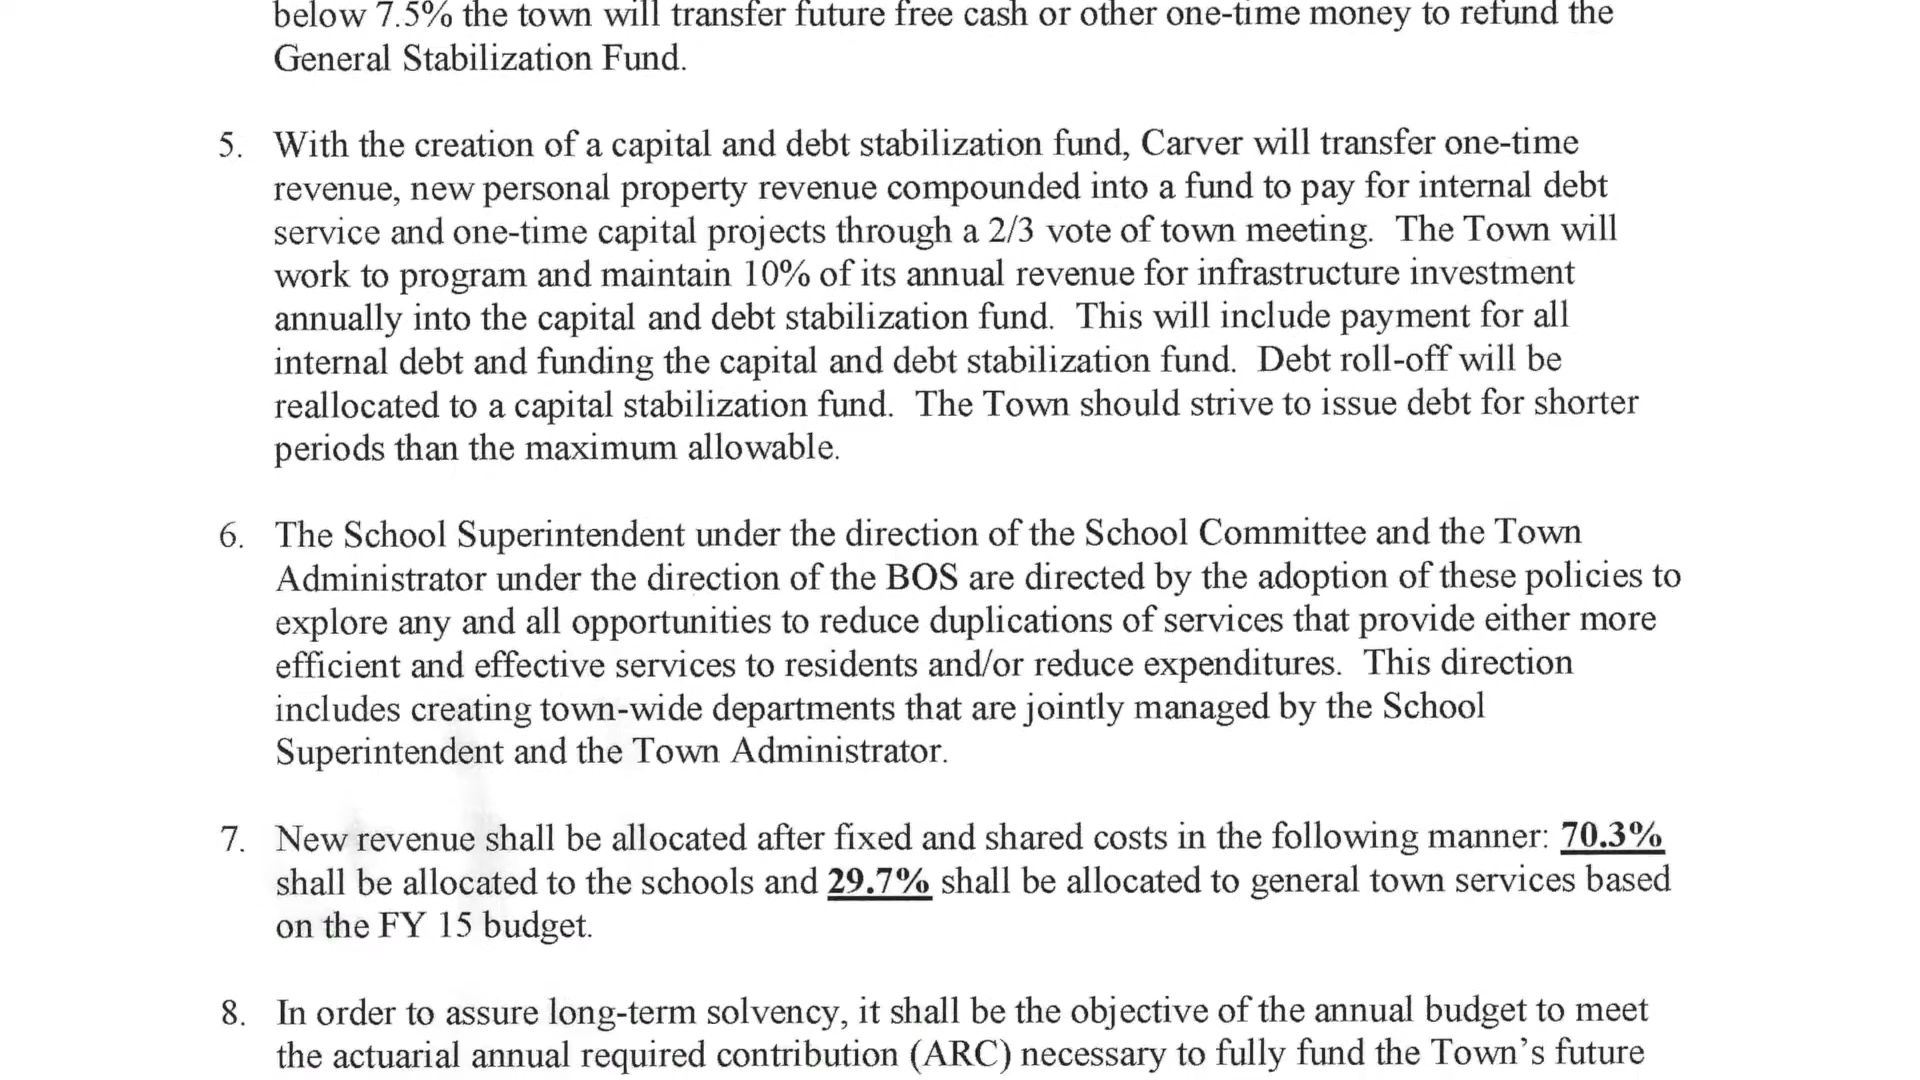 below 7.5% the town will transfer future free cash or other one-time money to refund the
General Stabilization Fund.
5. With the creation of a capital and debt stabilization fund, Carver will transfer one-time
revenue, new personal property revenue compounded into a fund to pay for internal debt
service and one-time capital projects through a 2/3 vote of town meeting. The Town will
work to program and maintain 10% of its annual revenue for infrastructure investment
annually into the capital and debt stabilization fund. This will include payment for all
internal debt and funding the capital and debt stabilization fund. Debt roll-off will be
reallocated to a capital stabilization fund. The Town should strive to issue debt for shorter
periods than the maximum allowable.
6. The School Superintendent under the direction of the School Committee and the Town
Administrator under the direction of the BOS are directed by the adoption of these policies to
explore any and all opportunities to reduce duplications of services that provide either more
efficient and effective services to residents and/or reduce expenditures. This direction
includes creating town-wide departments that are jointly managed by the School
Superintendent and the Town Administrator.
7. New revenue shall be allocated after fixed and shared costs in the following manner: 70.3%
shall be allocated to the schools and 29.7% shall be allocated to general town services based
on the FY 15 budget.
8. In order to assure long-term solvency, it shall be the objective of the annual budget to meet
the actuarial annual required contribution (ARC) necessary to fully fund the Town's future